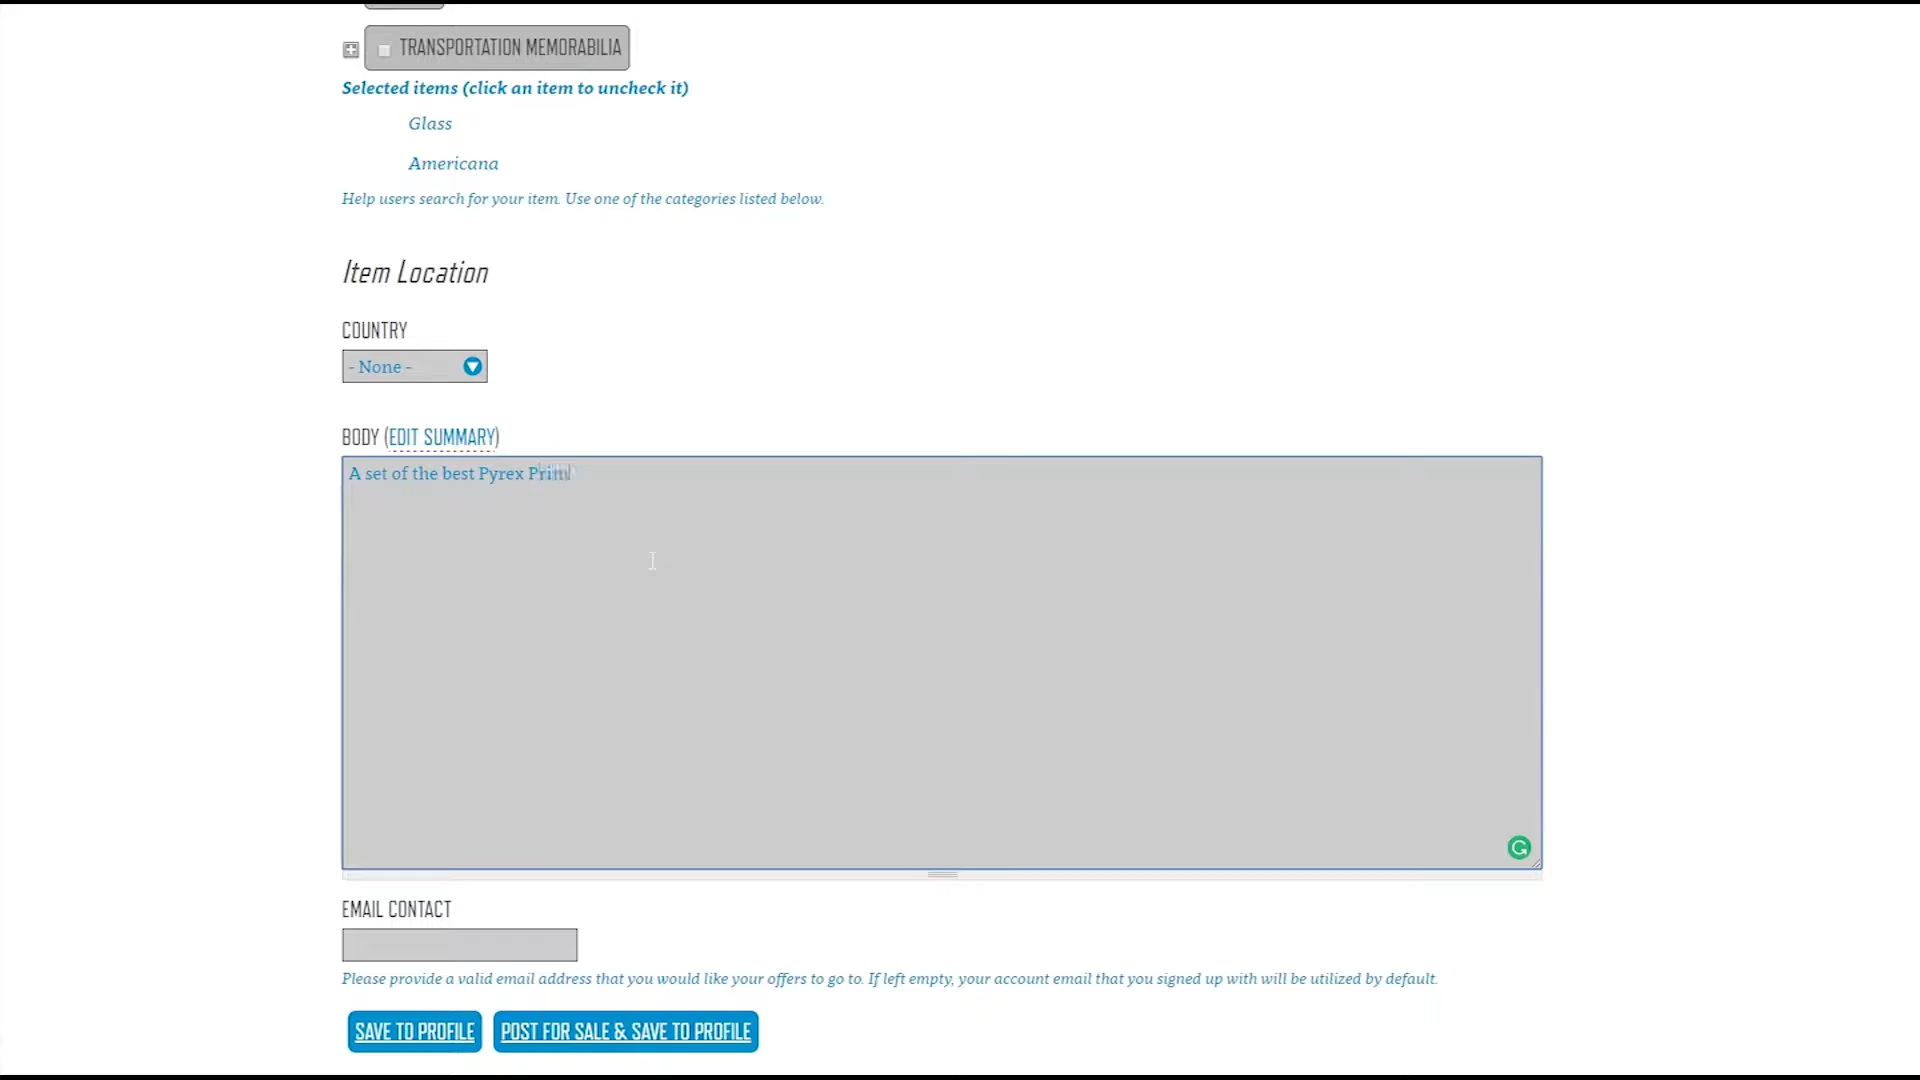 TRANSPORTATION MEMORABILIA
Selected items (click an item to uncheck it)
Glass
Americana
Help users search for your item. Use one of the categories listed below.
Item Location
COUNTRY
- None -
BODY (EDIT SUMMARY)
A set of the best Pyrex
EMAIL CONTACT
Please provide a valid email address that you would like your offers to go to. If left empty, your account email that you signed up with will be utilized by default.
SAVE TO PROFILE POST FOR SALE & SAVE TO PROFILE